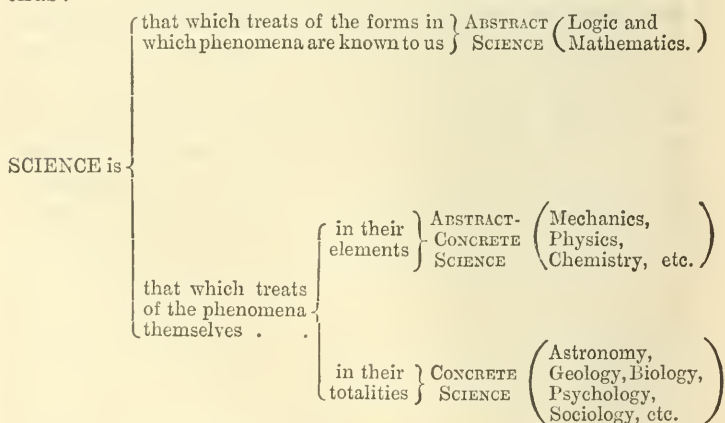 that which treats of the forms in ABSTRACT (Logic and
which phenomena are known to us SCIENCE Mathematics.)
SCIENCE is
in their ABSTRACT- (Mechanics,
elements CONCRETE Physics,
SCIENCE Chemistry, etc.)
that which treats
of the phenomena
themselves . .
in their CONCRETE (Astronomy,
totalities SCIENCE Geology, Biology,
Psychology,
Sociology, etc.)